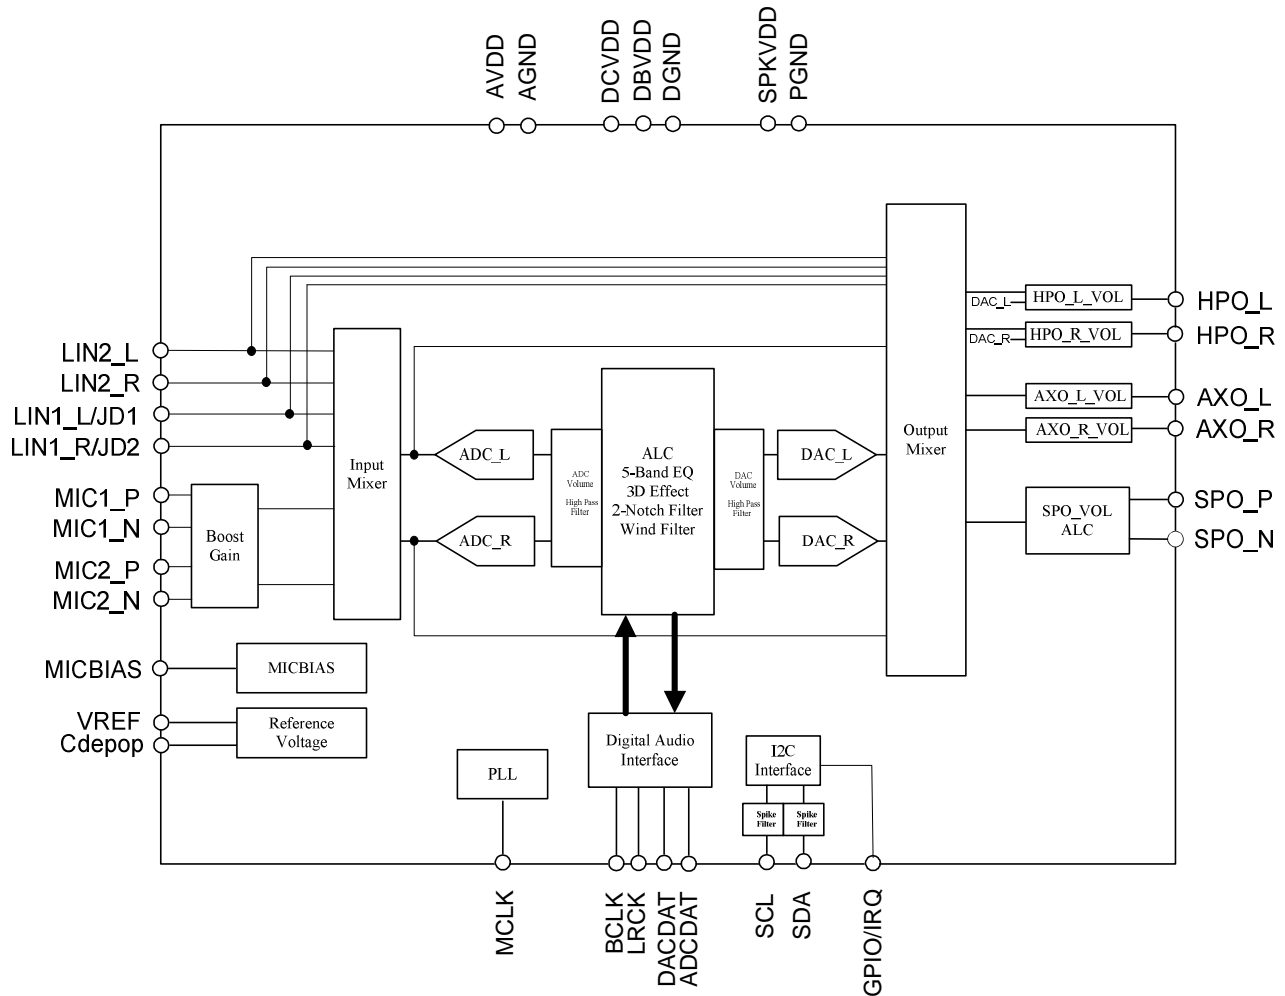 AVDD
AGND
DCVDD
DBVDD
DGND
SPKVDD
PGND
LIN2_L
LIN2_R
LIN1_L/JD1
LIN1_R/JD2
MIC1_P
MIC1_N
MIC2_P
MIC2_N
MICBIAS
VREF
Cdepop
Boost
Gain
Input
Mixer
MICBIAS
Reference
Voltage
ADC_L
ADC_R
ADC
Volume
High Pass
Filter
ALC
5-Band EQ
3D Effect
2-Notch Filter
Wind Filter
DAC
Volume
High Pass
Filter
DAC_L
DAC_R
Output
Mixer
DAC_L
HPO_L_VOL
DAC_R
HPO_R_VOL
AXO_L_VOL
AXO_R_VOL
SPO_VOL
ALC
HPO_L
HPO_R
AXO_L
AXO_R
SPO_P
SPO_N
PLL
Digital Audio
Interface
I2C
Interface
Spike
Filter
Spike
Filter
MCLK
BCLK
LRCK
DACDAT
ADCDAT
SCL
SDA
GPIO/IRQ